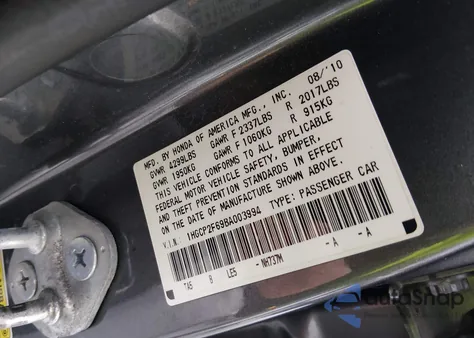 MFD. BY HONDA OF AMERICA MFG., INC. 08/'10
GVWR 4299LBS GAWR F 2337LBS R 2017LBS
GVWR 1950KG GAWR F 1060KG R 915KG
THIS VEHICLE CONFORMS TO ALL APPLICABLE
FEDERAL MOTOR VEHICLE SAFETY, BUMPER,
AND THEFT PREVENTION STANDARDS IN EFFECT
ON THE DATE OF MANUFACTURE SHOWN ABOVE.
V.I.N. 1HGCP2F69BA003994 TYPE: PASSENGER CAR
TA5 B LE5 - NH737M - A - A
AutoSnap